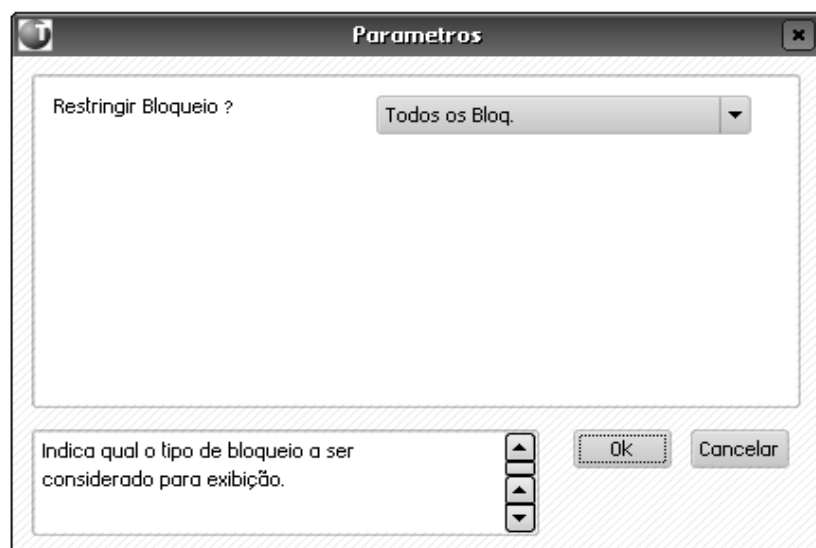 Parametros
Restringir Bloqueio ?
Todos os Bloq.
Indica qual o tipo de bloqueio a ser
considerado para exibição.
Ok
Cancelar